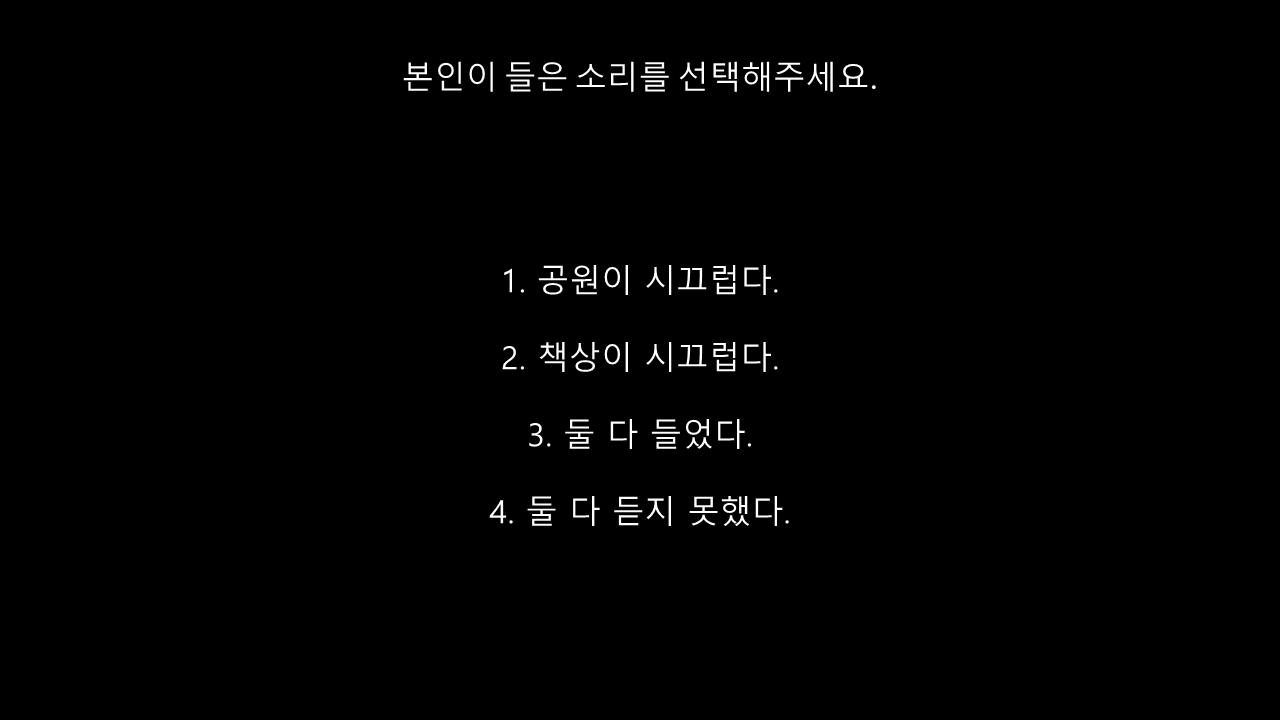 본인이 들은 소리를 선택해주세요.
1. 공원이 시끄럽다.
2. 책상이 시끄럽다.
3. 둘 다 들었다.
4. 둘 다 듣지 못했다.